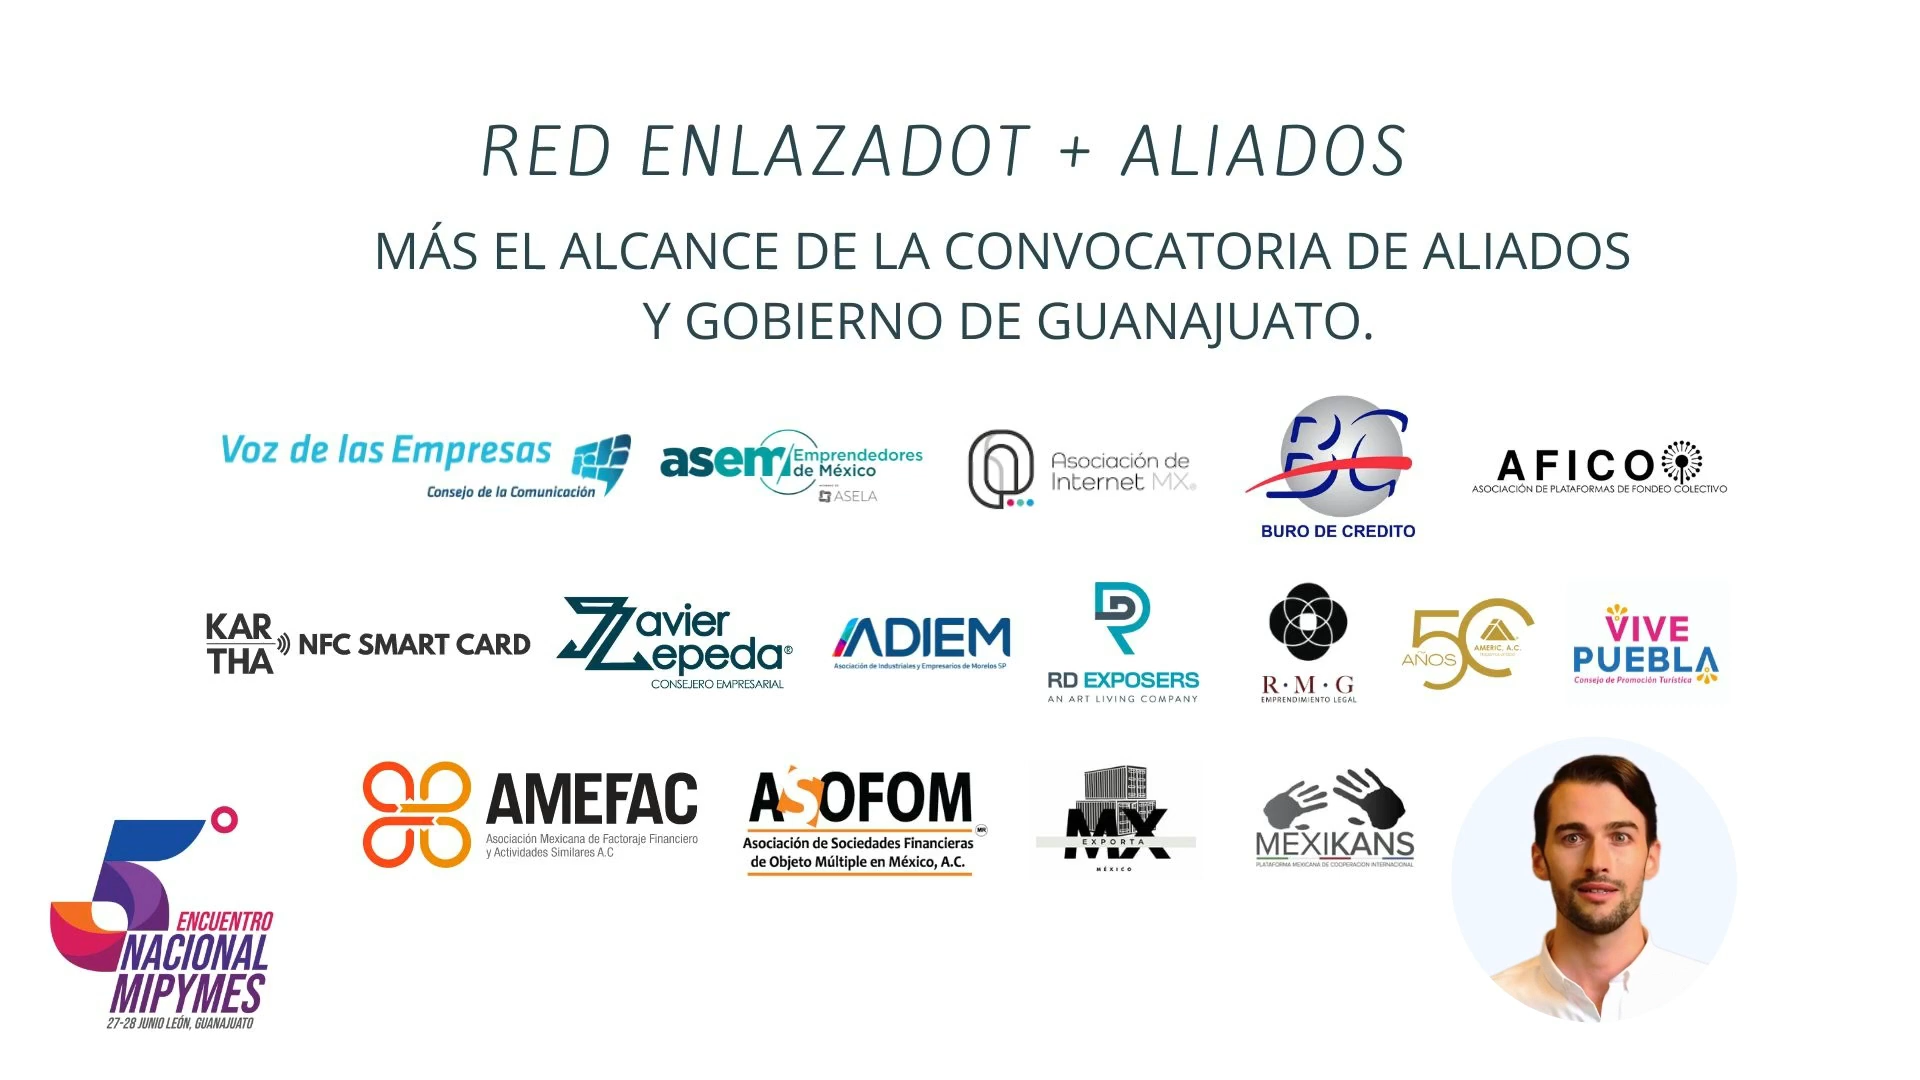 RED ENLAZADOT + ALIADOS
MÁS EL ALCANCE DE LA CONVOCATORIA DE ALIADOS
Y GOBIERNO DE GUANAJUATO.
Voz de las Empresas
Consejo de la Comunicación
asem Emprendedores
de México
ASELA
Asociación de
Internet MX
BC
BURO DE CREDITO
AFICO
ASOCIACIÓN DE PLATAFORMAS DE FONDEO COLECTIVO
KAR
THA
NFC SMART CARD
Zavier
Zepeda®
CONSEJERO EMPRESARIAL
ADIEM
Asociación de Industriales y Empresarios de Morelos SP
RD EXPOSERS
AN ART LIVING COMPANY
R·M·G
EMPRENDIMIENTO LEGAL
50
AÑOS
AMERIC, A.C.
VIVE
PUEBLA
Consejo de Promoción Turística
AMEFAC
Asociación Mexicana de Factoraje Financiero
y Actividades Similares A.C
ASOFOM
MR
Asociación de Sociedades Financieras
de Objeto Múltiple en México, A.C.
MX
EXPORTA
MÉXICO
MEXIKANS
PLATAFORMA MEXICANA DE COOPERACION INTERNACIONAL
5°
ENCUENTRO
NACIONAL
MIPYMES
27-28 JUNIO LEÓN, GUANAJUATO